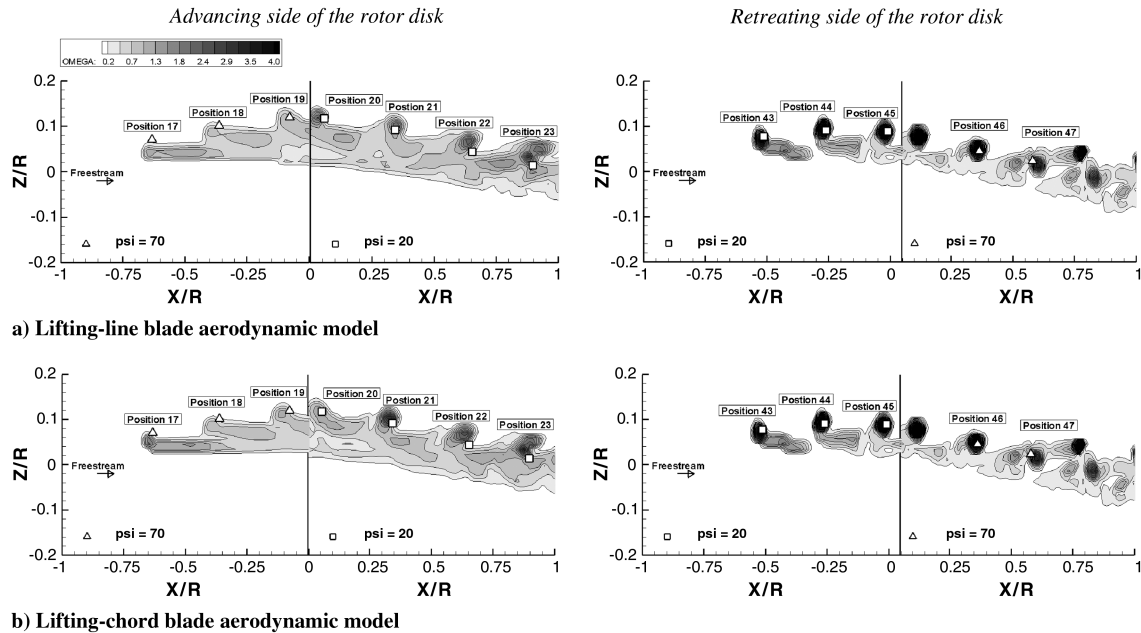 Advancing side of the rotor disk
Retreating side of the rotor disk
OMEGA: 0.2 0.7 1.3 1.8 2.4 2.9 3.5 4.0
0.2
0.1
0
-0.1
-0.2
Z/R
Position 17
Position 18
Position 19
Position 20
Postion 21
Position 22
Position 23
Freestream
psi = 70
psi = 20
-1 -0.75 -0.5 -0.25 0 0.25 0.5 0.75 1
X/R X/R
0.2
0.1
0
-0.1
-0.2
Z/R
Position 43
Position 44
Position 45
Position 46
Position 47
Freestream
psi = 20
psi = 70
-1 -0.75 -0.5 -0.25 0 0.25 0.5 0.75 1
X/R X/R
a) Lifting-line blade aerodynamic model
0.2
0.1
0
-0.1
-0.2
Z/R
Position 17
Position 18
Position 19
Position 20
Postion 21
Position 22
Position 23
Freestream
psi = 70
psi = 20
-1 -0.75 -0.5 -0.25 0 0.25 0.5 0.75 1
X/R X/R
0.2
0.1
0
-0.1
-0.2
Z/R
Position 43
Position 44
Position 45
Position 46
Position 47
Freestream
psi = 20
psi = 70
-1 -0.75 -0.5 -0.25 0 0.25 0.5 0.75 1
X/R X/R
b) Lifting-chord blade aerodynamic model